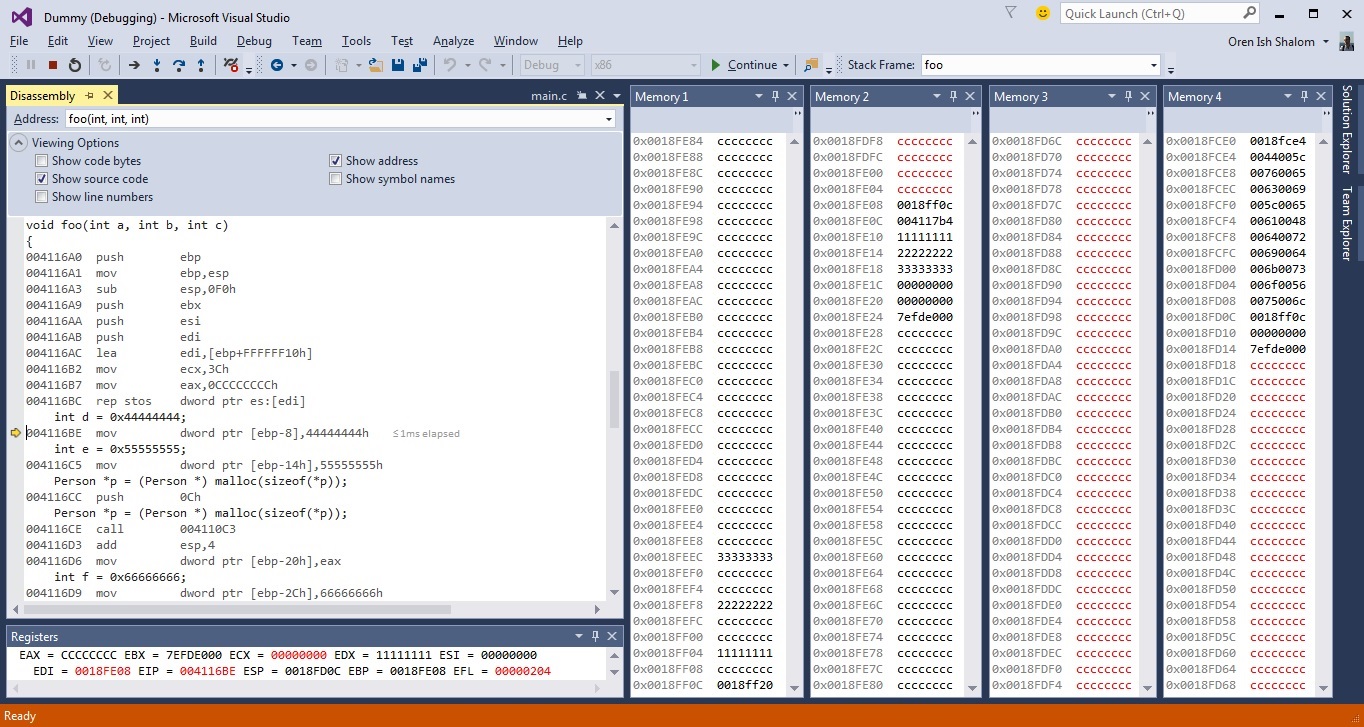 Dummy (Debugging) - Microsoft Visual Studio
Quick Launch (Ctrl+Q)
File Edit View Project Build Debug Team Tools Test Analyze Window Help
Oren Ish Shalom
Debug x86 Continue Stack Frame: foo
Disassembly
main.c
Address: foo(int, int, int)
Viewing Options
Show code bytes
Show address
Show source code
Show symbol names
Show line numbers
void foo(int a, int b, int c)
{
004116A0 push ebp
004116A1 mov ebp,esp
004116A3 sub esp,0F0h
004116A9 push ebx
004116AA push esi
004116AB push edi
004116AC lea edi,[ebp+FFFFFF10h]
004116B2 mov ecx,3Ch
004116B7 mov eax,0CCCCCCCCh
004116BC rep stos dword ptr es:[edi]
int d = 0x44444444;
004116BE mov dword ptr [ebp-8],44444444h ≤1ms elapsed
int e = 0x55555555;
004116C5 mov dword ptr [ebp-14h],55555555h
Person *p = (Person *) malloc(sizeof(*p));
004116CC push 0Ch
Person *p = (Person *) malloc(sizeof(*p));
004116CE call 004110C3
004116D3 add esp,4
004116D6 mov dword ptr [ebp-20h],eax
int f = 0x66666666;
004116D9 mov dword ptr [ebp-2Ch],66666666h
Registers
EAX = CCCCCCCC EBX = 7EFDE000 ECX = 00000000 EDX = 11111111 ESI = 00000000
EDI = 0018FE08 EIP = 004116BE ESP = 0018FD0C EBP = 0018FE08 EFL = 00000204
Memory 1
0x0018FE84 cccccccc
0x0018FE88 cccccccc
0x0018FE8C cccccccc
0x0018FE90 cccccccc
0x0018FE94 cccccccc
0x0018FE98 cccccccc
0x0018FE9C cccccccc
0x0018FEA0 cccccccc
0x0018FEA4 cccccccc
0x0018FEA8 cccccccc
0x0018FEAC cccccccc
0x0018FEB0 cccccccc
0x0018FEB4 cccccccc
0x0018FEB8 cccccccc
0x0018FEBC cccccccc
0x0018FEC0 cccccccc
0x0018FEC4 cccccccc
0x0018FEC8 cccccccc
0x0018FECC cccccccc
0x0018FED0 cccccccc
0x0018FED4 cccccccc
0x0018FED8 cccccccc
0x0018FEDC cccccccc
0x0018FEE0 cccccccc
0x0018FEE4 cccccccc
0x0018FEE8 cccccccc
0x0018FEEC 33333333
0x0018FEF0 cccccccc
0x0018FEF4 cccccccc
0x0018FEF8 22222222
0x0018FEFC cccccccc
0x0018FF00 cccccccc
0x0018FF04 11111111
0x0018FF08 cccccccc
0x0018FF0C 0018ff20
Memory 2
0x0018FDF8 cccccccc
0x0018FDFC cccccccc
0x0018FE00 cccccccc
0x0018FE04 cccccccc
0x0018FE08 0018ff0c
0x0018FE0C 004117b4
0x0018FE10 11111111
0x0018FE14 22222222
0x0018FE18 33333333
0x0018FE1C 00000000
0x0018FE20 00000000
0x0018FE24 7efde000
0x0018FE28 cccccccc
0x0018FE2C cccccccc
0x0018FE30 cccccccc
0x0018FE34 cccccccc
0x0018FE38 cccccccc
0x0018FE3C cccccccc
0x0018FE40 cccccccc
0x0018FE44 cccccccc
0x0018FE48 cccccccc
0x0018FE4C cccccccc
0x0018FE50 cccccccc
0x0018FE54 cccccccc
0x0018FE58 cccccccc
0x0018FE5C cccccccc
0x0018FE60 cccccccc
0x0018FE64 cccccccc
0x0018FE68 cccccccc
0x0018FE6C cccccccc
0x0018FE70 cccccccc
0x0018FE74 cccccccc
0x0018FE78 cccccccc
0x0018FE7C cccccccc
0x0018FE80 cccccccc
Memory 3
0x0018FD6C cccccccc
0x0018FD70 cccccccc
0x0018FD74 cccccccc
0x0018FD78 cccccccc
0x0018FD7C cccccccc
0x0018FD80 cccccccc
0x0018FD84 cccccccc
0x0018FD88 cccccccc
0x0018FD8C cccccccc
0x0018FD90 cccccccc
0x0018FD94 cccccccc
0x0018FD98 cccccccc
0x0018FD9C cccccccc
0x0018FDA0 cccccccc
0x0018FDA4 cccccccc
0x0018FDA8 cccccccc
0x0018FDAC cccccccc
0x0018FDB0 cccccccc
0x0018FDB4 cccccccc
0x0018FDB8 cccccccc
0x0018FDBC cccccccc
0x0018FDC0 cccccccc
0x0018FDC4 cccccccc
0x0018FDC8 cccccccc
0x0018FDCC cccccccc
0x0018FDD0 cccccccc
0x0018FDD4 cccccccc
0x0018FDD8 cccccccc
0x0018FDDC cccccccc
0x0018FDE0 cccccccc
0x0018FDE4 cccccccc
0x0018FDE8 cccccccc
0x0018FDEC cccccccc
0x0018FDF0 cccccccc
0x0018FDF4 cccccccc
Memory 4
0x0018FCE0 0018fce4
0x0018FCE4 0044005c
0x0018FCE8 00760065
0x0018FCEC 00630069
0x0018FCF0 005c0065
0x0018FCF4 00610048
0x0018FCF8 00640072
0x0018FCFC 00690064
0x0018FD00 006b0073
0x0018FD04 006f0056
0x0018FD08 0075006c
0x0018FD0C 0018ff0c
0x0018FD10 00000000
0x0018FD14 7efde000
0x0018FD18 cccccccc
0x0018FD1C cccccccc
0x0018FD20 cccccccc
0x0018FD24 cccccccc
0x0018FD28 cccccccc
0x0018FD2C cccccccc
0x0018FD30 cccccccc
0x0018FD34 cccccccc
0x0018FD38 cccccccc
0x0018FD3C cccccccc
0x0018FD40 cccccccc
0x0018FD44 cccccccc
0x0018FD48 cccccccc
0x0018FD4C cccccccc
0x0018FD50 cccccccc
0x0018FD54 cccccccc
0x0018FD58 cccccccc
0x0018FD5C cccccccc
0x0018FD60 cccccccc
0x0018FD64 cccccccc
0x0018FD68 cccccccc
Solution Explorer
Team Explorer
Ready